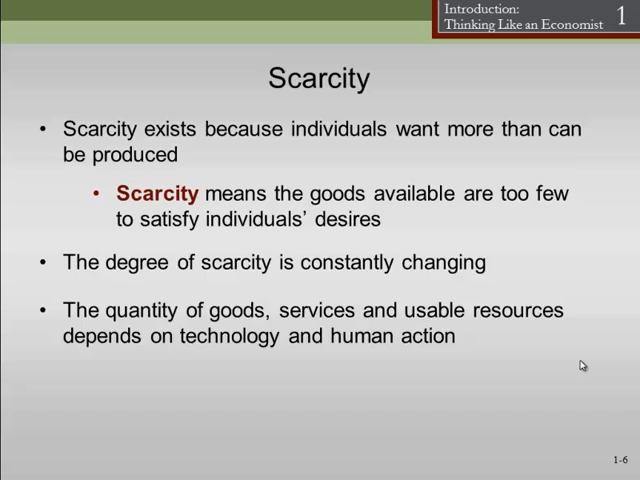 Introduction:
Thinking Like an Economist
1
Scarcity
• Scarcity exists because individuals want more than can
be produced
• Scarcity means the goods available are too few
to satisfy individuals' desires
• The degree of scarcity is constantly changing
• The quantity of goods, services and usable resources
depends on technology and human action
1-6